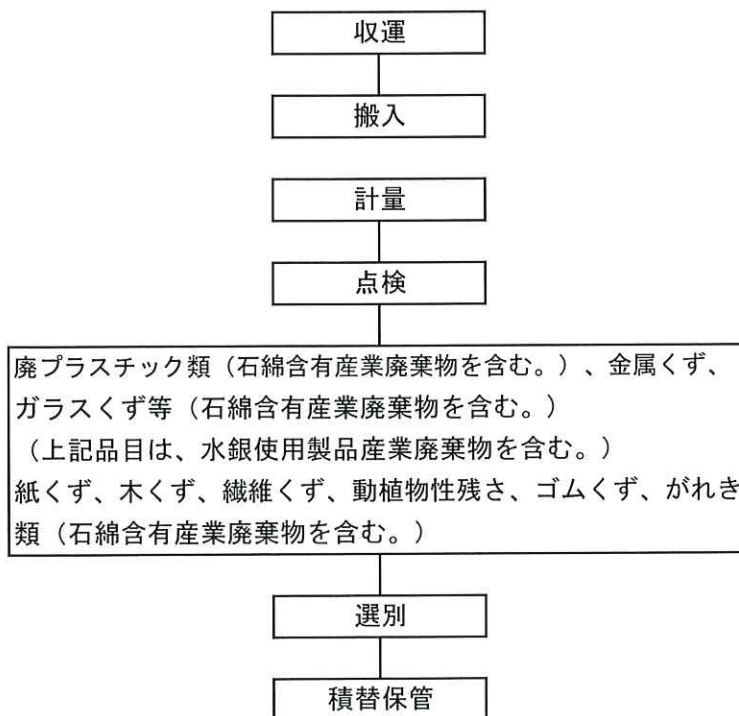 収運
搬入
計量
点検
廃プラスチック類（石綿含有産業廃棄物を含む。）、金属くず、
ガラスくず等（石綿含有産業廃棄物を含む。）
（上記品目は、水銀使用製品産業廃棄物を含む。）
紙くず、木くず、繊維くず、動植物性残さ、ゴムくず、がれき
類（石綿含有産業廃棄物を含む。）
選別
積替保管